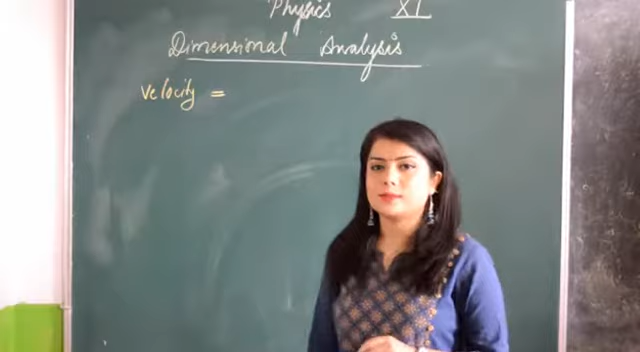 Physics XI
Dimensional Analysis
Velocity =